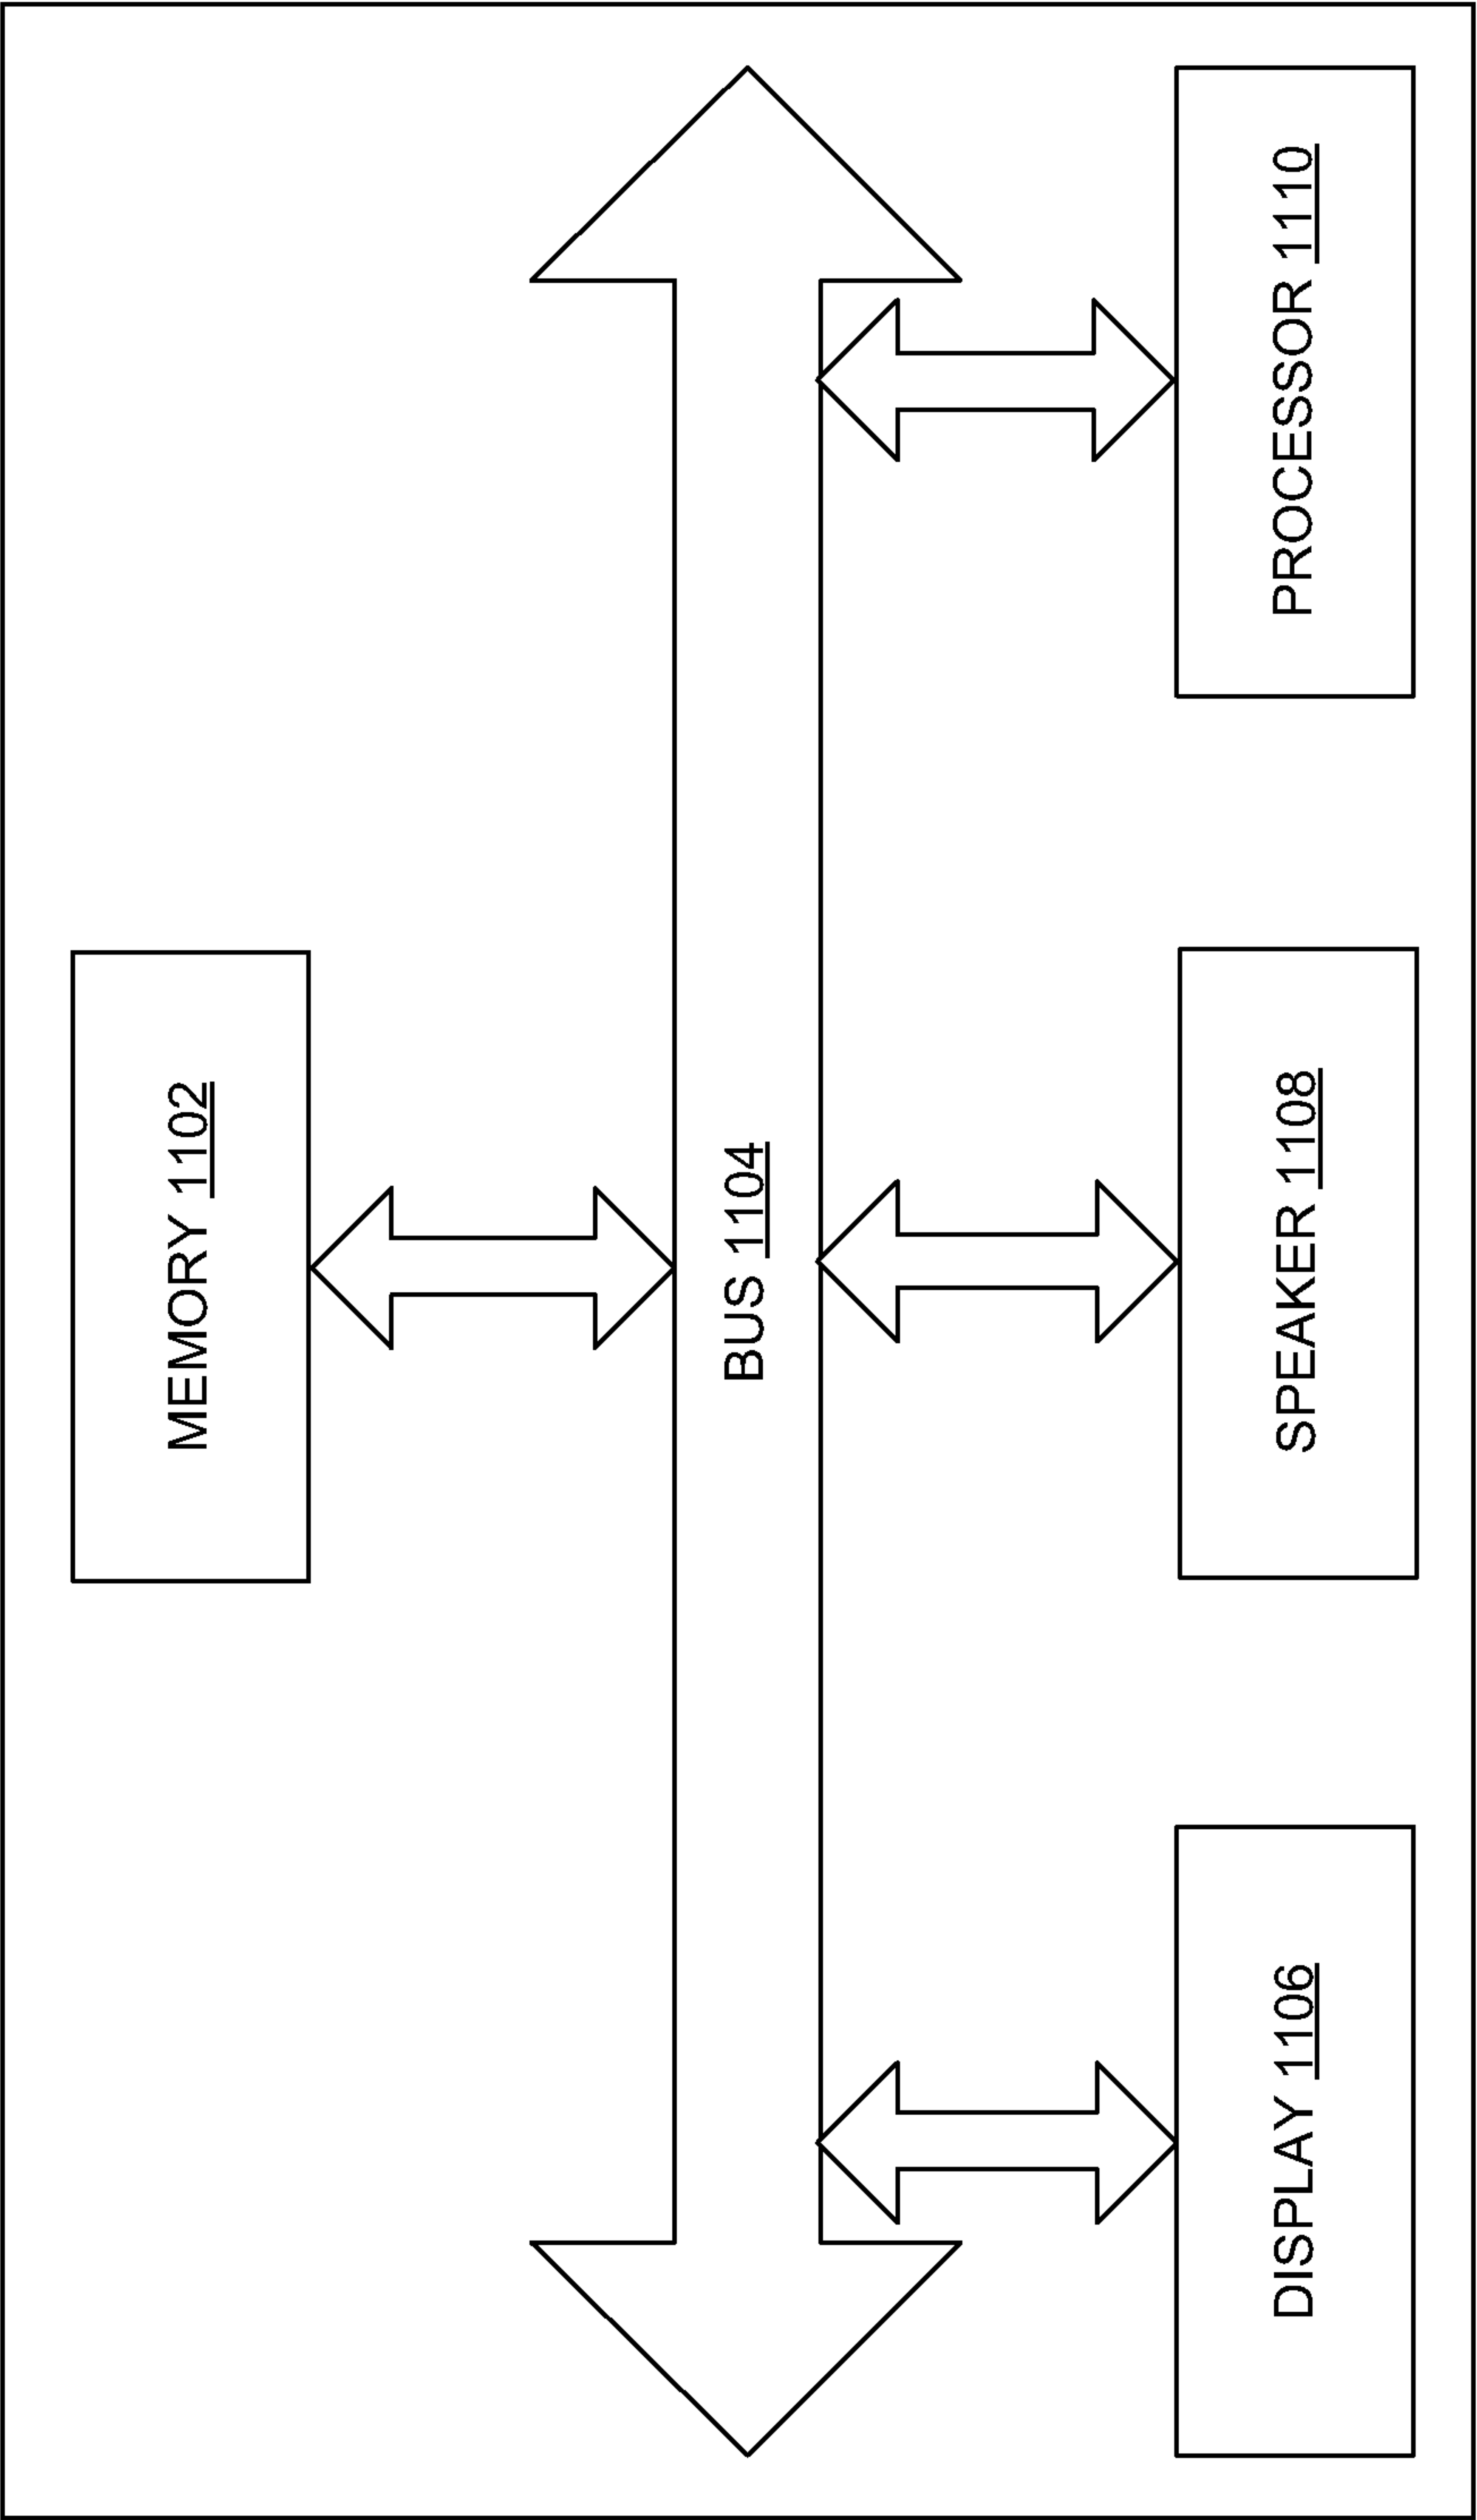 MEMORY 1102
BUS 1104
DISPLAY 1106
SPEAKER 1108
PROCESSOR 1110